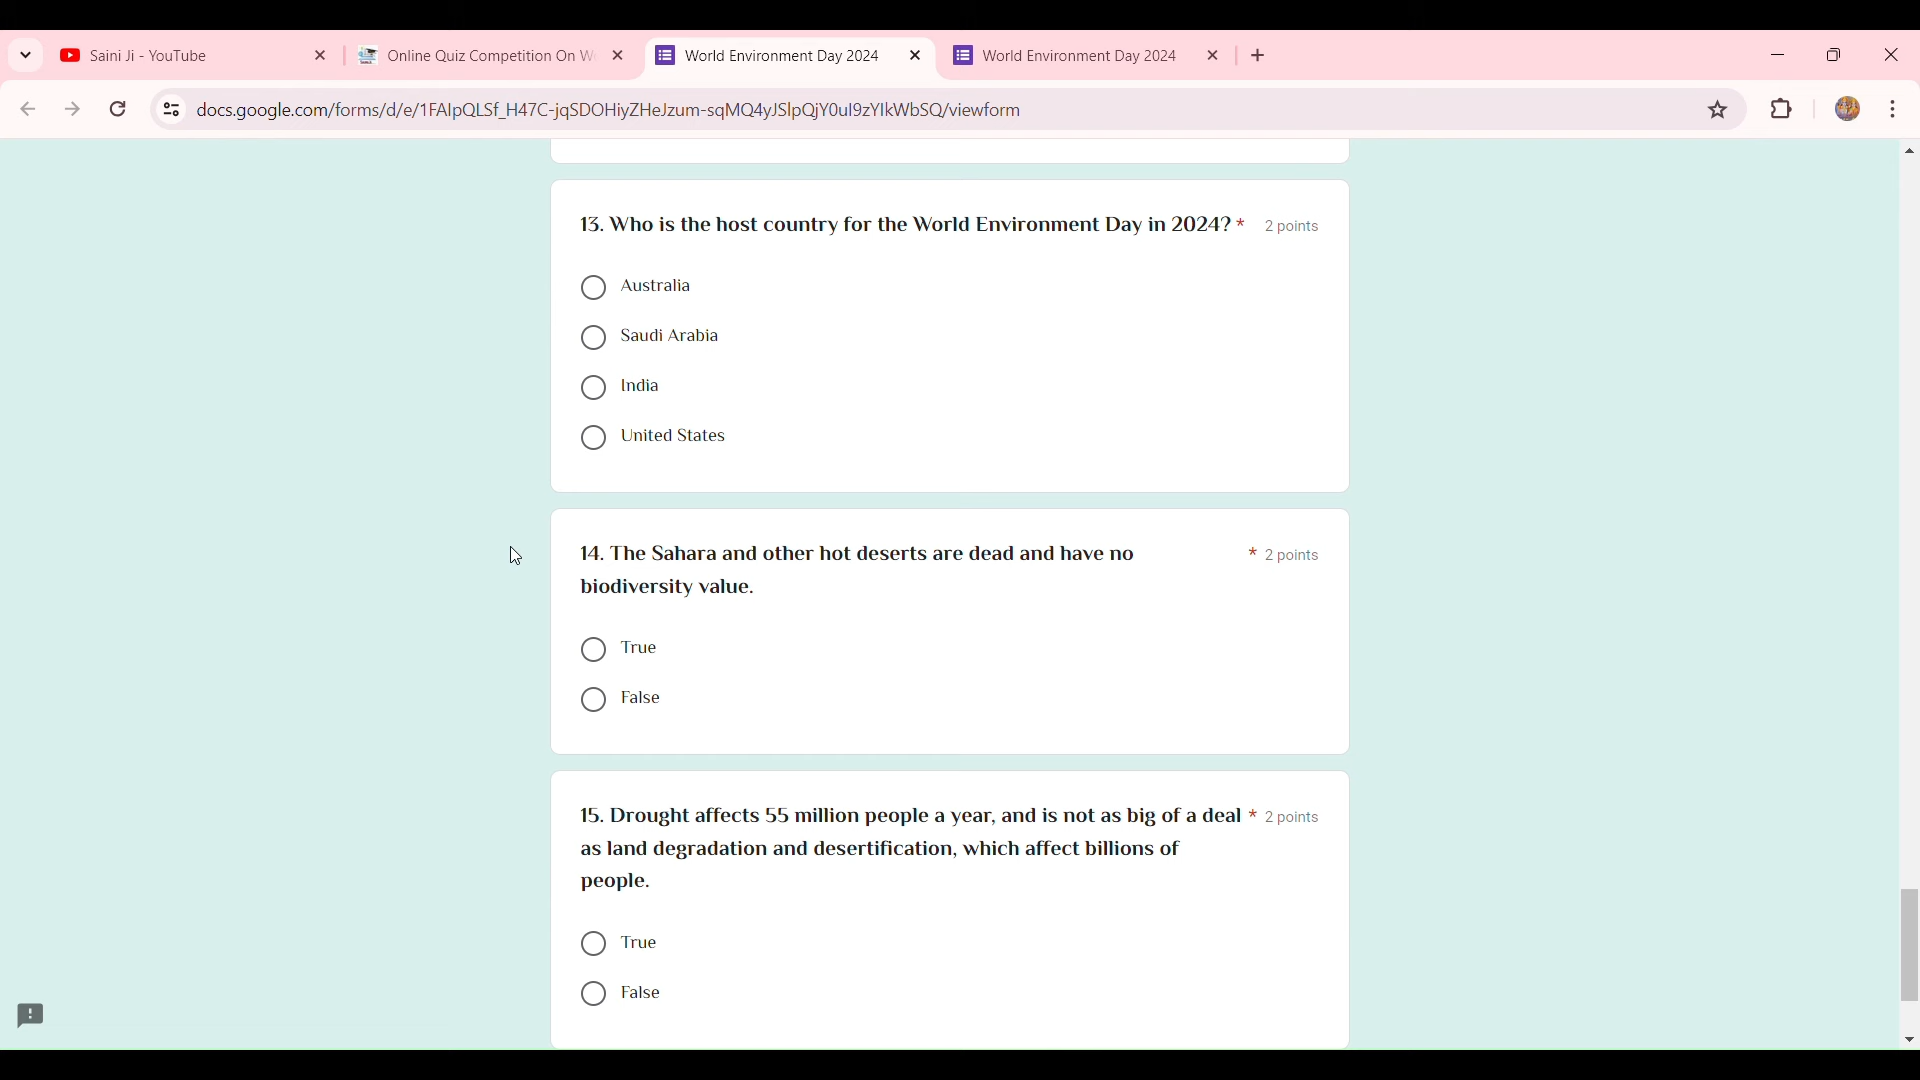 Saini Ji - YouTube
Online Quiz Competition On W
World Environment Day 2024
World Environment Day 2024
docs.google.com/forms/d/e/1FAIpQLSf_H47C-jqSDOHiyZHeJzum-sqMQ4yJSlpQjY0uI9zYlkWbSQ/viewform
13. Who is the host country for the World Environment Day in 2024? * 2 points
Australia
Saudi Arabia
India
United States
14. The Sahara and other hot deserts are dead and have no * 2 points
biodiversity value.
True
False
15. Drought affects 55 million people a year, and is not as big of a deal * 2 points
as land degradation and desertification, which affect billions of
people.
True
False